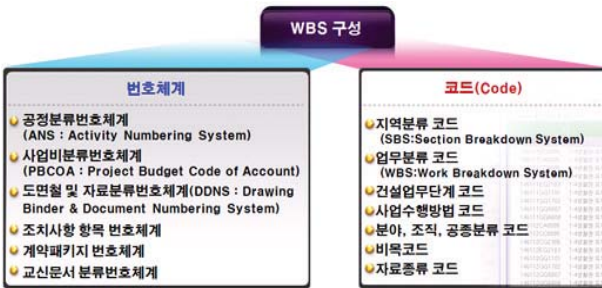 WBS 구성
번호체계
공정분류번호체계
(ANS : Activity Numbering System)
사업비분류번호체계
(PBCOA : Project Budget Code of Account)
도면철 및 자료분류번호체계(DDNS : Drawing
Binder & Document Numbering System)
조치사항 항목 번호체계
계약패키지 번호체계
교신문서 분류번호체계
코드(Code)
지역분류 코드
(SBS:Section Breakdown System)
업무분류 코드
(WBS:Work Breakdown System)
건설업무단계 코드
사업수행방법 코드
분야, 조직, 공종분류 코드
비목코드
자료종류 코드